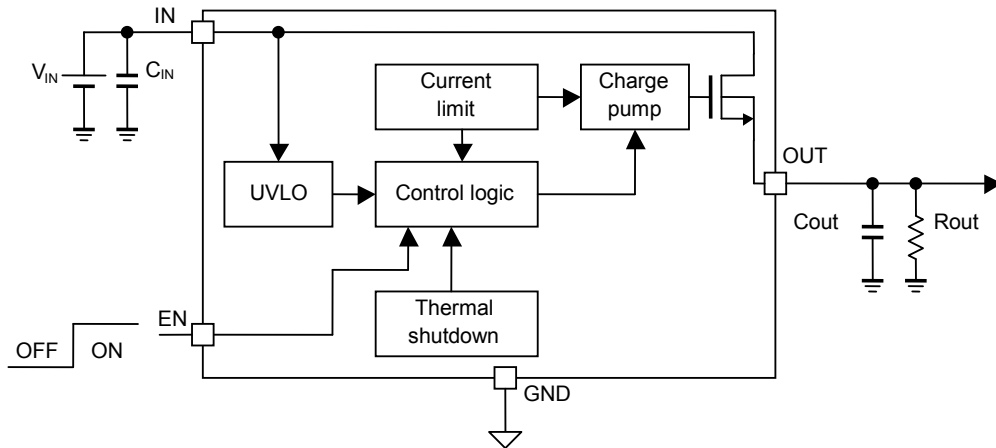 IN
V_IN
C_IN
Current
limit
Charge
pump
OUT
UVLO
Control logic
Cout
Rout
EN
Thermal
shutdown
OFF
ON
GND